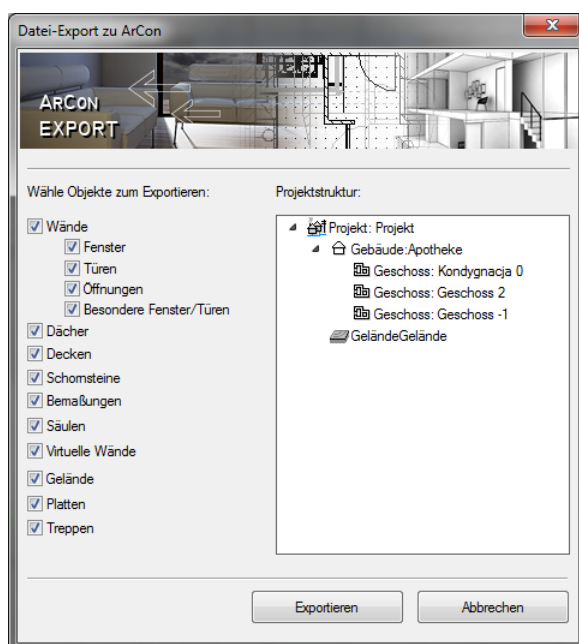 Datei-Export zu ArCon
ARCON
EXPORT
Wähle Objekte zum Exportieren:
Wände
Fenster
Türen
Öffnungen
Besondere Fenster/Türen
Dächer
Decken
Schornsteine
Bemaßungen
Säulen
Virtuelle Wände
Gelände
Platten
Treppen
Projektstruktur:
Projekt: Projekt
Gebäude:Apotheke
Geschoss: Kondygnacja 0
Geschoss: Geschoss 2
Geschoss: Geschoss -1
GeländeGelände
Exportieren
Abbrechen